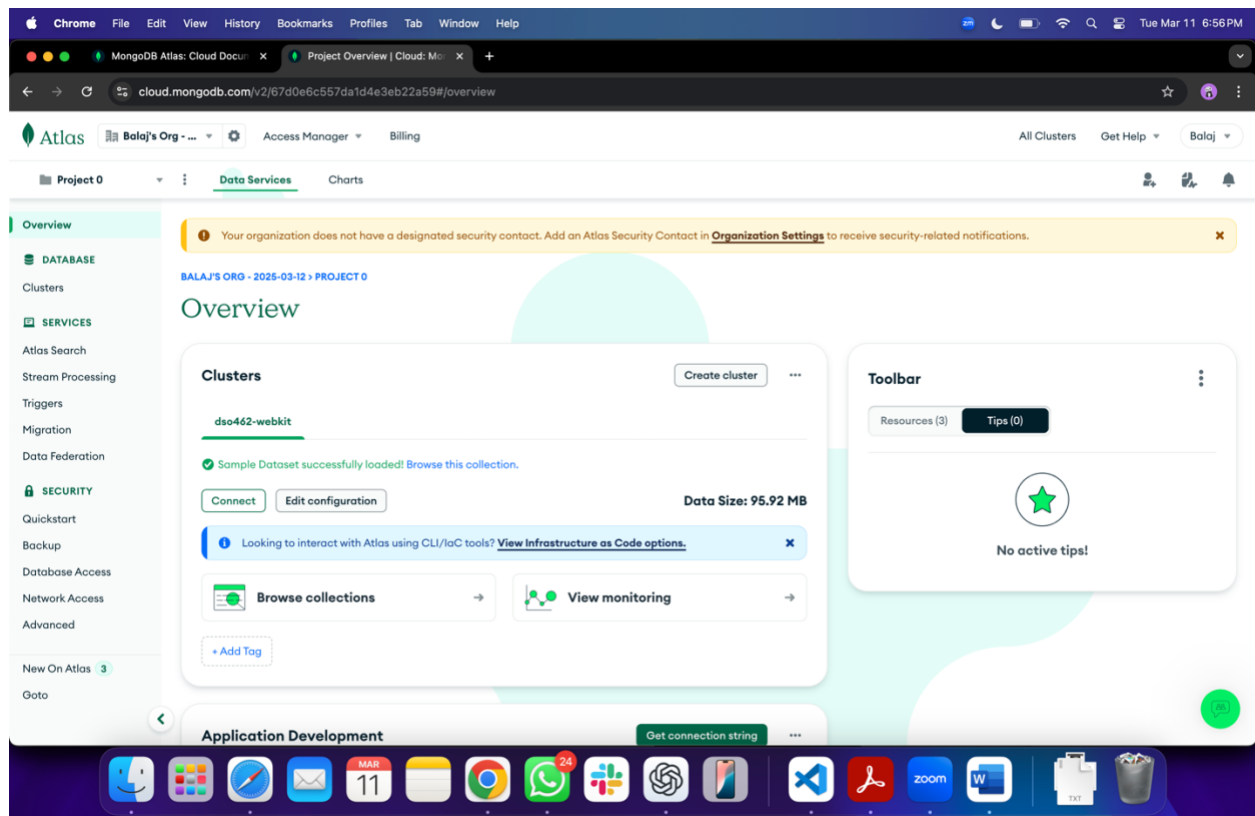 Chrome File Edit View History Bookmarks Profiles Tab Window Help zm Tue Mar 11 6:56 PM
MongoDB Atlas: Cloud Docum Project Overview | Cloud: Mo
cloud.mongodb.com/v2/67d0e6c557da1d4e3eb22a59#/overview
Atlas Balaj's Org - ... Access Manager Billing All Clusters Get Help Balaj
Project 0 Data Services Charts
Overview
DATABASE
Clusters
SERVICES
Atlas Search
Stream Processing
Triggers
Migration
Data Federation
SECURITY
Quickstart
Backup
Database Access
Network Access
Advanced
New On Atlas 3
Goto
Your organization does not have a designated security contact. Add an Atlas Security Contact in Organization Settings to receive security-related notifications.
BALAJ'S ORG - 2025-03-12 > PROJECT 0
Overview
Clusters Create cluster ...
dso462-webkit
Sample Dataset successfully loaded! Browse this collection.
Connect Edit configuration Data Size: 95.92 MB
Looking to interact with Atlas using CLI/IaC tools? View Infrastructure as Code options.
Browse collections View monitoring
+ Add Tag
Application Development Get connection string ...
Toolbar
Resources (3) Tips (0)
No active tips!
MAR
11
24
zoom
W
TXT